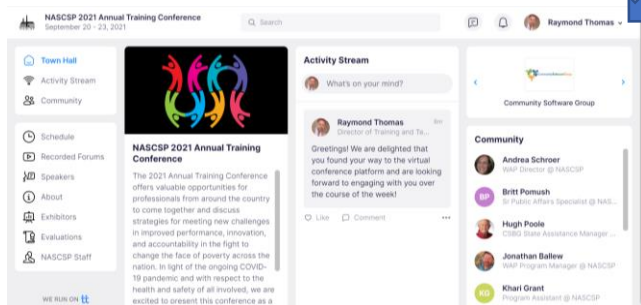 NASCSP 2021 Annual Training Conference
September 20 - 23, 2021
Search
Raymond Thomas
Town Hall
Activity Stream
Community
Schedule
Recorded Forums
Speakers
About
Exhibitors
Evaluations
NASCSP Staff
WE RUN ON
NASCSP 2021 Annual Training
Conference
The 2021 Annual Training Conference
offers valuable opportunities for
professionals from around the country
to come together and discuss
strategies for meeting new challenges
in improved performance, innovation,
and accountability in the fight to
change the face of poverty across the
nation. In light of the ongoing COVID-
19 pandemic and with respect to the
health and safety of all involved, we are
excited to present this conference as a
Activity Stream
What's on your mind?
Raymond Thomas
Director of Training and Te...
Greetings! We are delighted that
you found your way to the virtual
conference platform and are looking
forward to engaging with you over
the course of the week!
Like Comment
Community Software Group
Community
Andrea Schroer
WAP Director @ NASCSP
BP
Britt Pomush
Sr Public Affairs Specialist @ NAS...
Hugh Poole
CSBG State Assistance Manager ...
Jonathan Ballew
WAP Program Manager @ NASCSP
KG
Khari Grant
Program Assistant @ NASCSP